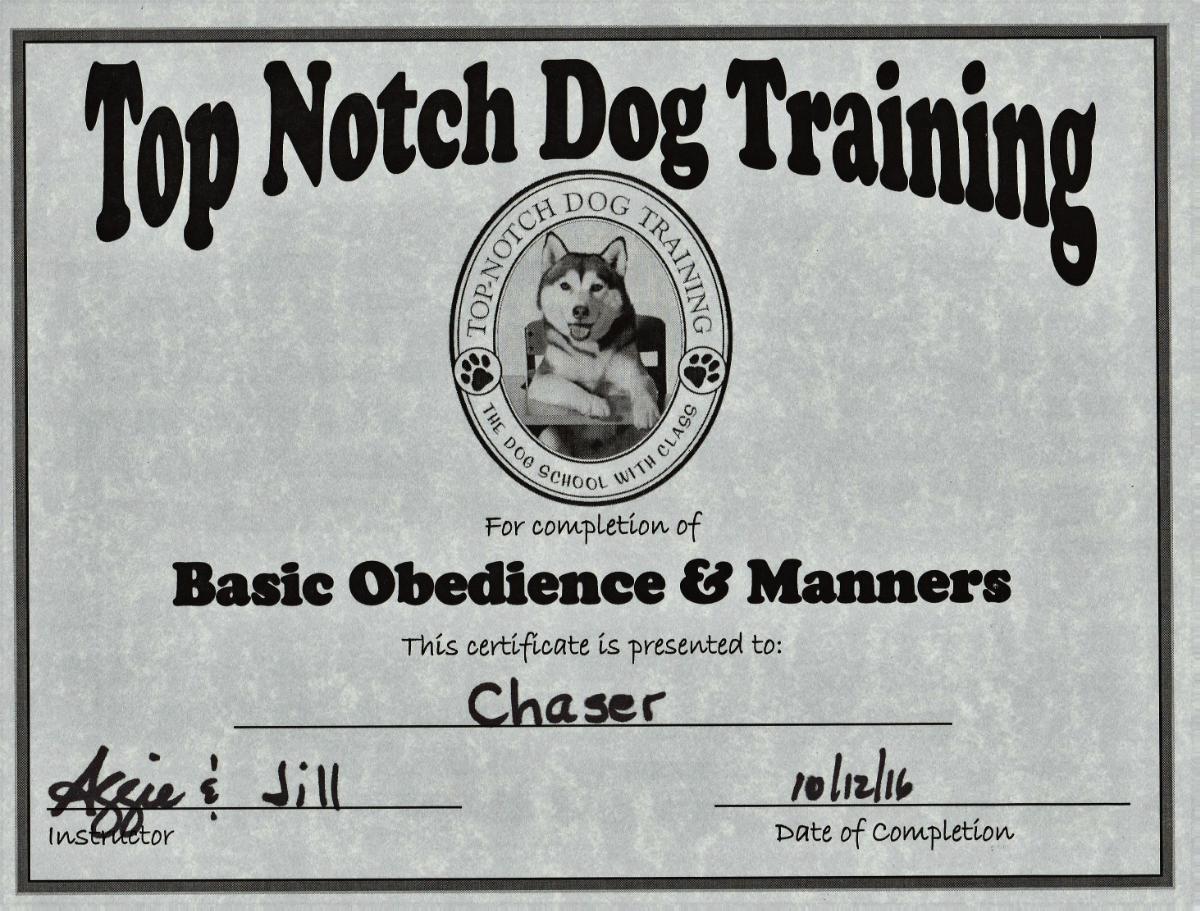 Top Notch Dog Training
TOP-NOTCH DOG TRAINING
THE DOG SCHOOL WITH CLASS
For completion of
Basic Obedience & Manners
This certificate is presented to:
Chaser
Aggie & Jill
10/12/16
Instructor
Date of Completion